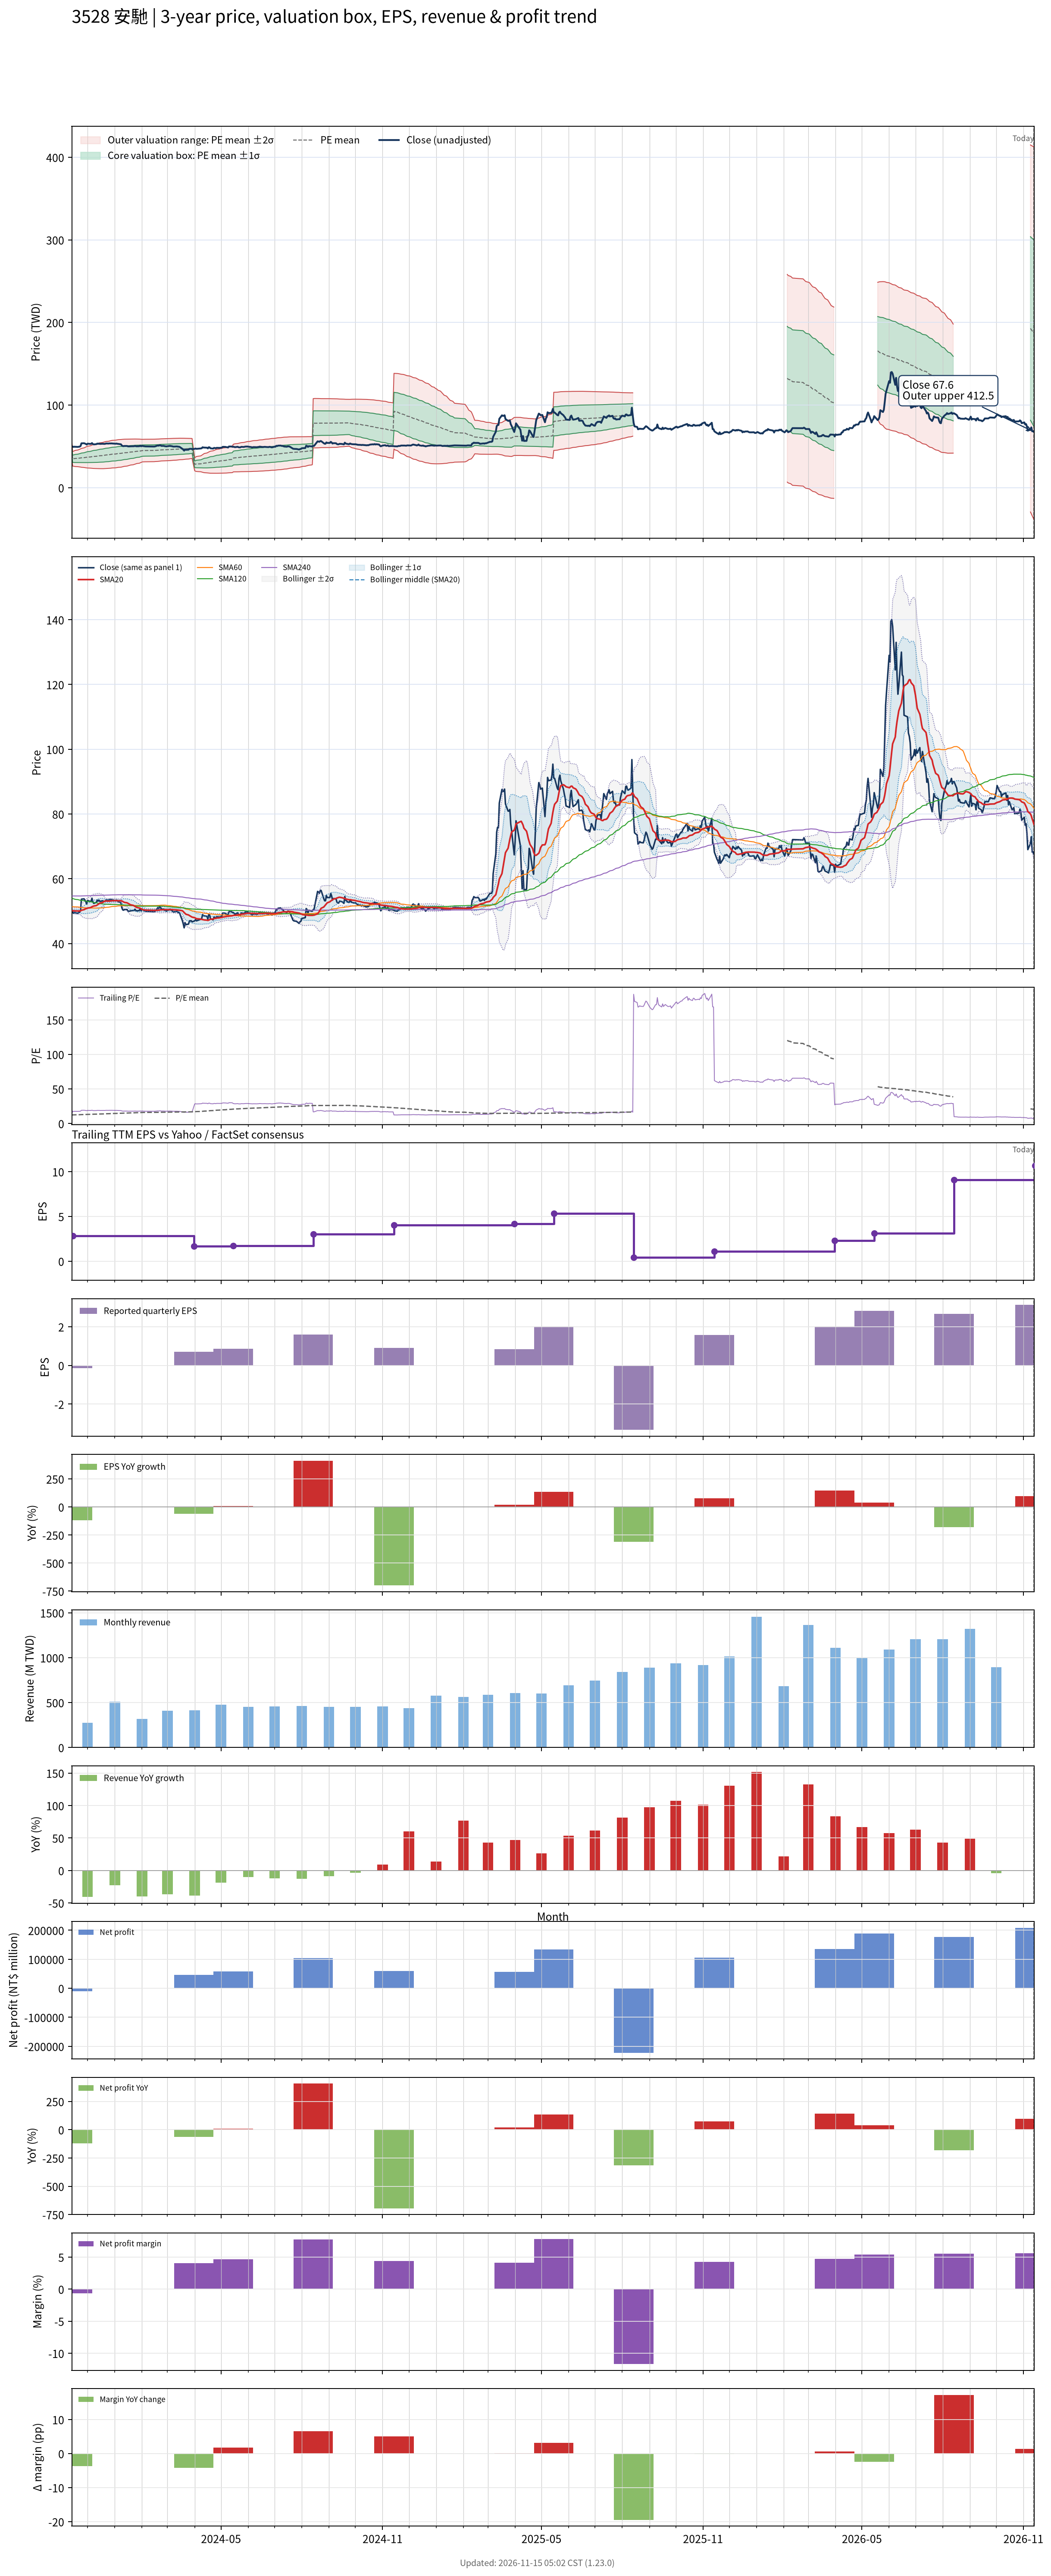 3528 安馳 | 3-year price, valuation box, EPS, revenue & profit trend
Outer valuation range: PE mean ±2σ
Core valuation box: PE mean ±1σ
PE mean
Close (unadjusted)
Today
Close 67.6
Outer upper 412.5
Price (TWD)
400
300
200
100
0
Close (same as panel 1)
SMA20
SMA60
SMA120
SMA240
Bollinger ±2σ
Bollinger ±1σ
Bollinger middle (SMA20)
Price
140
120
100
80
60
40
Trailing P/E
P/E mean
P/E
150
100
50
0
Trailing TTM EPS vs Yahoo / FactSet consensus
Today
EPS
10
5
0
Reported quarterly EPS
EPS
2
0
-2
EPS YoY growth
YoY (%)
250
0
-250
-500
-750
Monthly revenue
Revenue (M TWD)
1500
1000
500
0
Revenue YoY growth
YoY (%)
150
100
50
0
-50
Month
Net profit
Net profit (NT$ million)
200000
100000
0
-100000
-200000
Net profit YoY
YoY (%)
250
0
-250
-500
-750
Net profit margin
Margin (%)
5
0
-5
-10
Margin YoY change
Δ margin (pp)
10
0
-10
-20
2024-05
2024-11
2025-05
2025-11
2026-05
2026-11
Updated: 2026-11-15 05:02 CST (1.23.0)